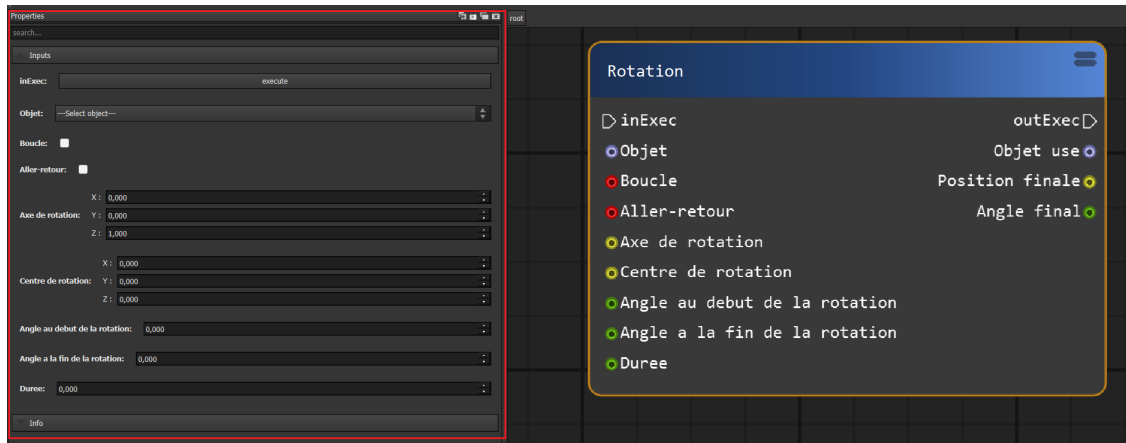 Properties
search...
Inputs
inExec: execute
Objet: ---Select object---
Boucle:
Aller-retour:
X : 0,000
Axe de rotation: Y : 0,000
Z : 1,000
X : 0,000
Centre de rotation: Y : 0,000
Z : 0,000
Angle au debut de la rotation: 0,000
Angle a la fin de la rotation: 0,000
Duree: 0,000
Info
root
Rotation
inExec outExec
Objet Objet use
Boucle Position finale
Aller-retour Angle final
Axe de rotation
Centre de rotation
Angle au debut de la rotation
Angle a la fin de la rotation
Duree